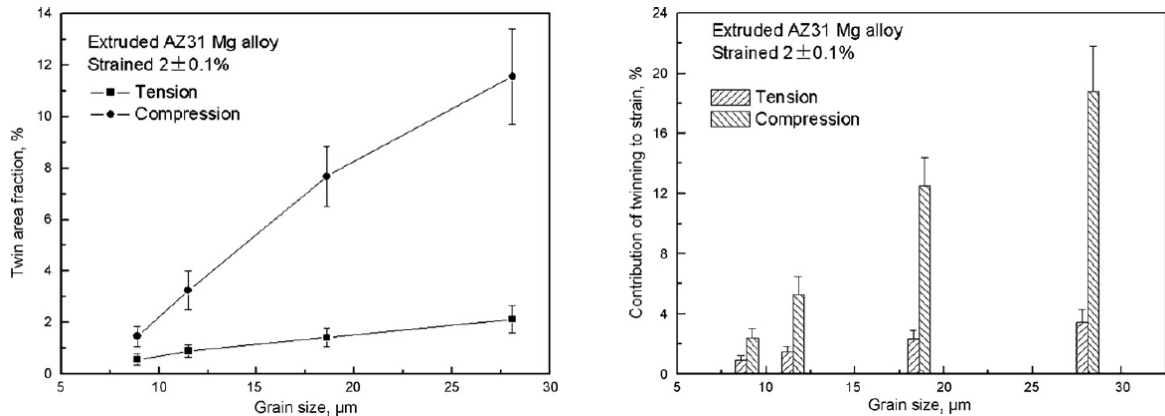 14
12
10
8
6
4
2
0
Twin area fraction, %
Extruded AZ31 Mg alloy
Strained 2±0.1%
Tension
Compression
5 10 15 20 25 30
Grain size, μm
24
20
16
12
8
4
0
Contribution of twinning to strain, %
Extruded AZ31 Mg alloy
Strained 2±0.1%
Tension
Compression
5 10 15 20 25 30
Grain size, μm